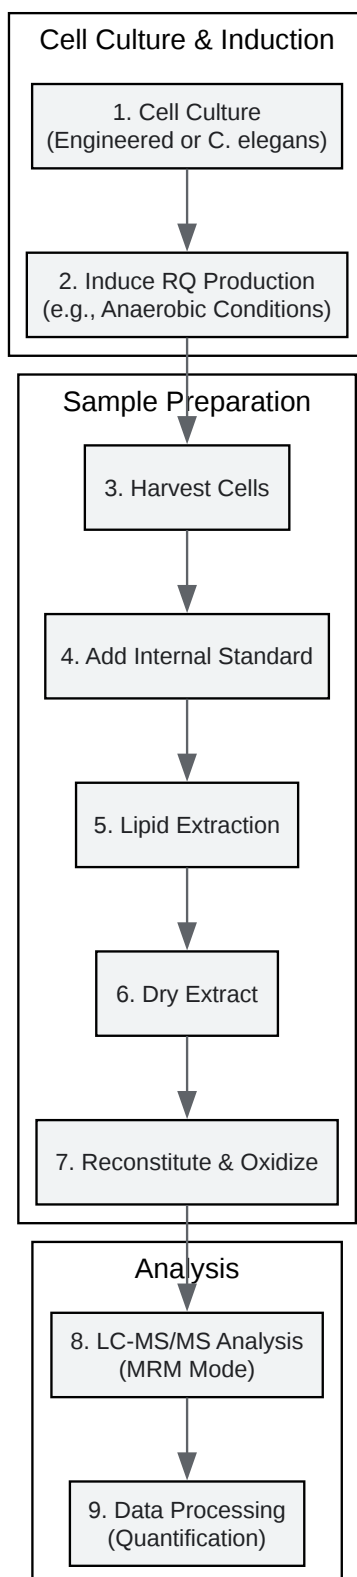 Cell Culture & Induction
1. Cell Culture
(Engineered or C. elegans)
2. Induce RQ Production
(e.g., Anaerobic Conditions)
Sample Preparation
3. Harvest Cells
4. Add Internal Standard
5. Lipid Extraction
6. Dry Extract
7. Reconstitute & Oxidize
Analysis
8. LC-MS/MS Analysis
(MRM Mode)
9. Data Processing
(Quantification)